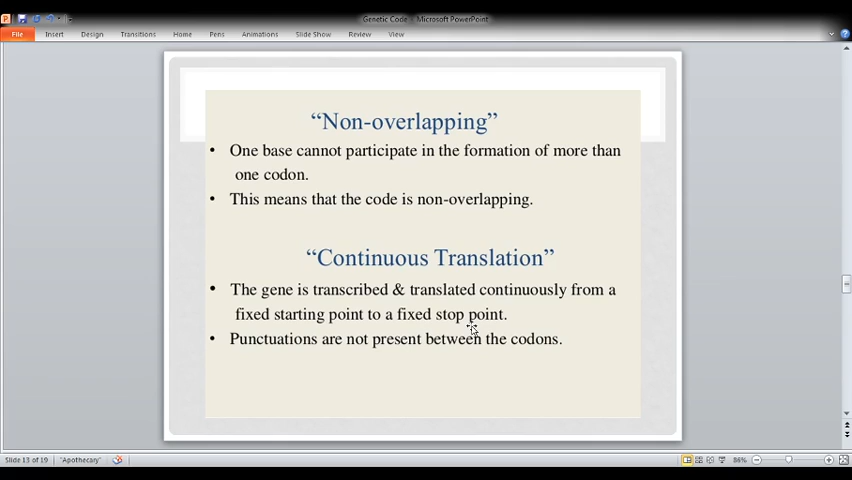 Genetic Code - Microsoft PowerPoint
File Insert Design Transitions Home Pens Animations Slide Show Review View
“Non-overlapping”
• One base cannot participate in the formation of more than
one codon.
• This means that the code is non-overlapping.
“Continuous Translation”
• The gene is transcribed & translated continuously from a
fixed starting point to a fixed stop point.
• Punctuations are not present between the codons.
Slide 13 of 19 "Apothecary" 86%